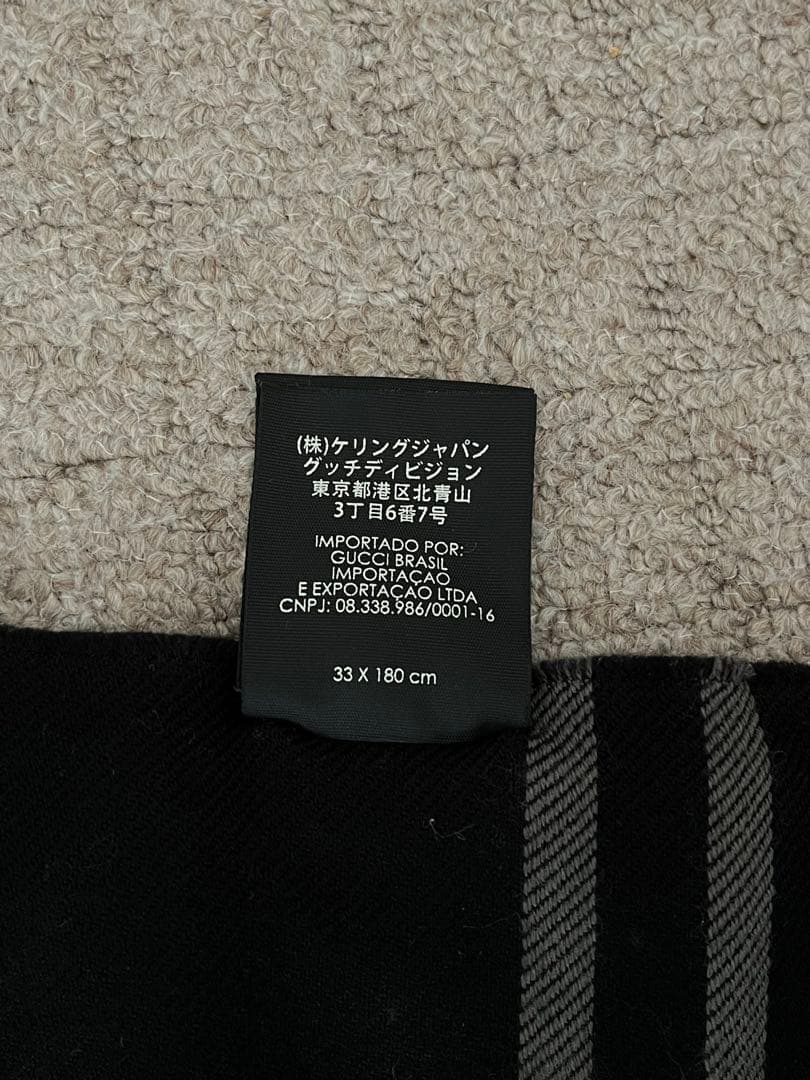 (株)ケリングジャパン
グッチディビジョン
東京都港区北青山
3丁目6番7号
IMPORTADO POR:
GUCCI BRASIL
IMPORTAÇAO
E EXPORTAÇAO LTDA
CNPJ: 08.338.986/0001-16
33 X 180 cm